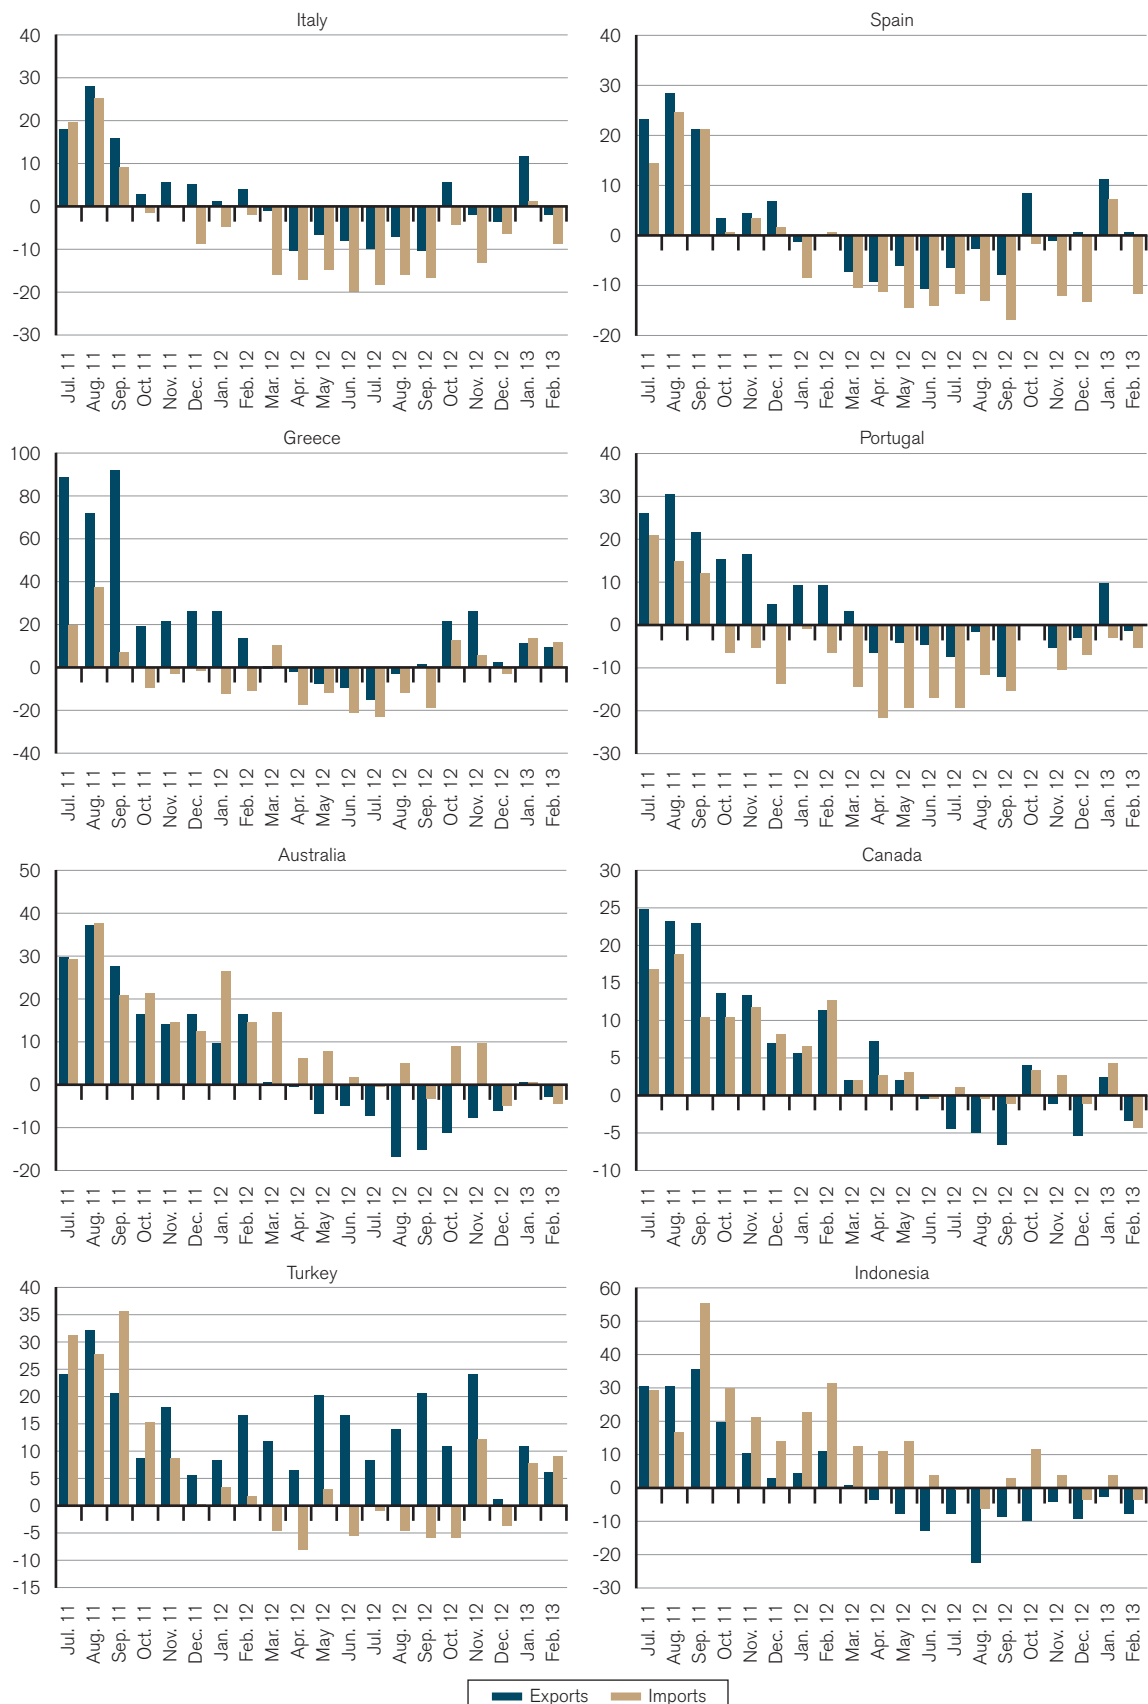 Italy
40
30
20
10
0
-10
-20
-30
Jul. 11
Aug. 11
Sep. 11
Oct. 11
Nov. 11
Dec. 11
Jan. 12
Feb. 12
Mar. 12
Apr. 12
May 12
Jun. 12
Jul. 12
Aug. 12
Sep. 12
Oct. 12
Nov. 12
Dec. 12
Jan. 13
Feb. 13
Spain
40
30
20
10
0
-10
-20
Jul. 11
Aug. 11
Sep. 11
Oct. 11
Nov. 11
Dec. 11
Jan. 12
Feb. 12
Mar. 12
Apr. 12
May 12
Jun. 12
Jul. 12
Aug. 12
Sep. 12
Oct. 12
Nov. 12
Dec. 12
Jan. 13
Feb. 13
Greece
100
80
60
40
20
0
-20
-40
Jul. 11
Aug. 11
Sep. 11
Oct. 11
Nov. 11
Dec. 11
Jan. 12
Feb. 12
Mar. 12
Apr. 12
May 12
Jun. 12
Jul. 12
Aug. 12
Sep. 12
Oct. 12
Nov. 12
Dec. 12
Jan. 13
Feb. 13
Portugal
40
30
20
10
0
-10
-20
-30
Jul. 11
Aug. 11
Sep. 11
Oct. 11
Nov. 11
Dec. 11
Jan. 12
Feb. 12
Mar. 12
Apr. 12
May 12
Jun. 12
Jul. 12
Aug. 12
Sep. 12
Oct. 12
Nov. 12
Dec. 12
Jan. 13
Feb. 13
Australia
50
40
30
20
10
0
-10
-20
Jul. 11
Aug. 11
Sep. 11
Oct. 11
Nov. 11
Dec. 11
Jan. 12
Feb. 12
Mar. 12
Apr. 12
May 12
Jun. 12
Jul. 12
Aug. 12
Sep. 12
Oct. 12
Nov. 12
Dec. 12
Jan. 13
Feb. 13
Canada
30
25
20
15
10
5
0
-5
-10
Jul. 11
Aug. 11
Sep. 11
Oct. 11
Nov. 11
Dec. 11
Jan. 12
Feb. 12
Mar. 12
Apr. 12
May 12
Jun. 12
Jul. 12
Aug. 12
Sep. 12
Oct. 12
Nov. 12
Dec. 12
Jan. 13
Feb. 13
Turkey
40
35
30
25
20
15
10
5
0
-5
-10
-15
Jul. 11
Aug. 11
Sep. 11
Oct. 11
Nov. 11
Dec. 11
Jan. 12
Feb. 12
Mar. 12
Apr. 12
May 12
Jun. 12
Jul. 12
Aug. 12
Sep. 12
Oct. 12
Nov. 12
Dec. 12
Jan. 13
Feb. 13
Indonesia
60
50
40
30
20
10
0
-10
-20
-30
Jul. 11
Aug. 11
Sep. 11
Oct. 11
Nov. 11
Dec. 11
Jan. 12
Feb. 12
Mar. 12
Apr. 12
May 12
Jun. 12
Jul. 12
Aug. 12
Sep. 12
Oct. 12
Nov. 12
Dec. 12
Jan. 13
Feb. 13
Exports Imports